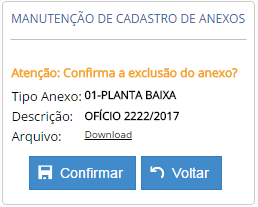 MANUTENÇÃO DE CADASTRO DE ANEXOS
Atenção: Confirma a exclusão do anexo?
Tipo Anexo: 01-PLANTA BAIXA
Descrição: OFÍCIO 2222/2017
Arquivo: Download
Confirmar Voltar